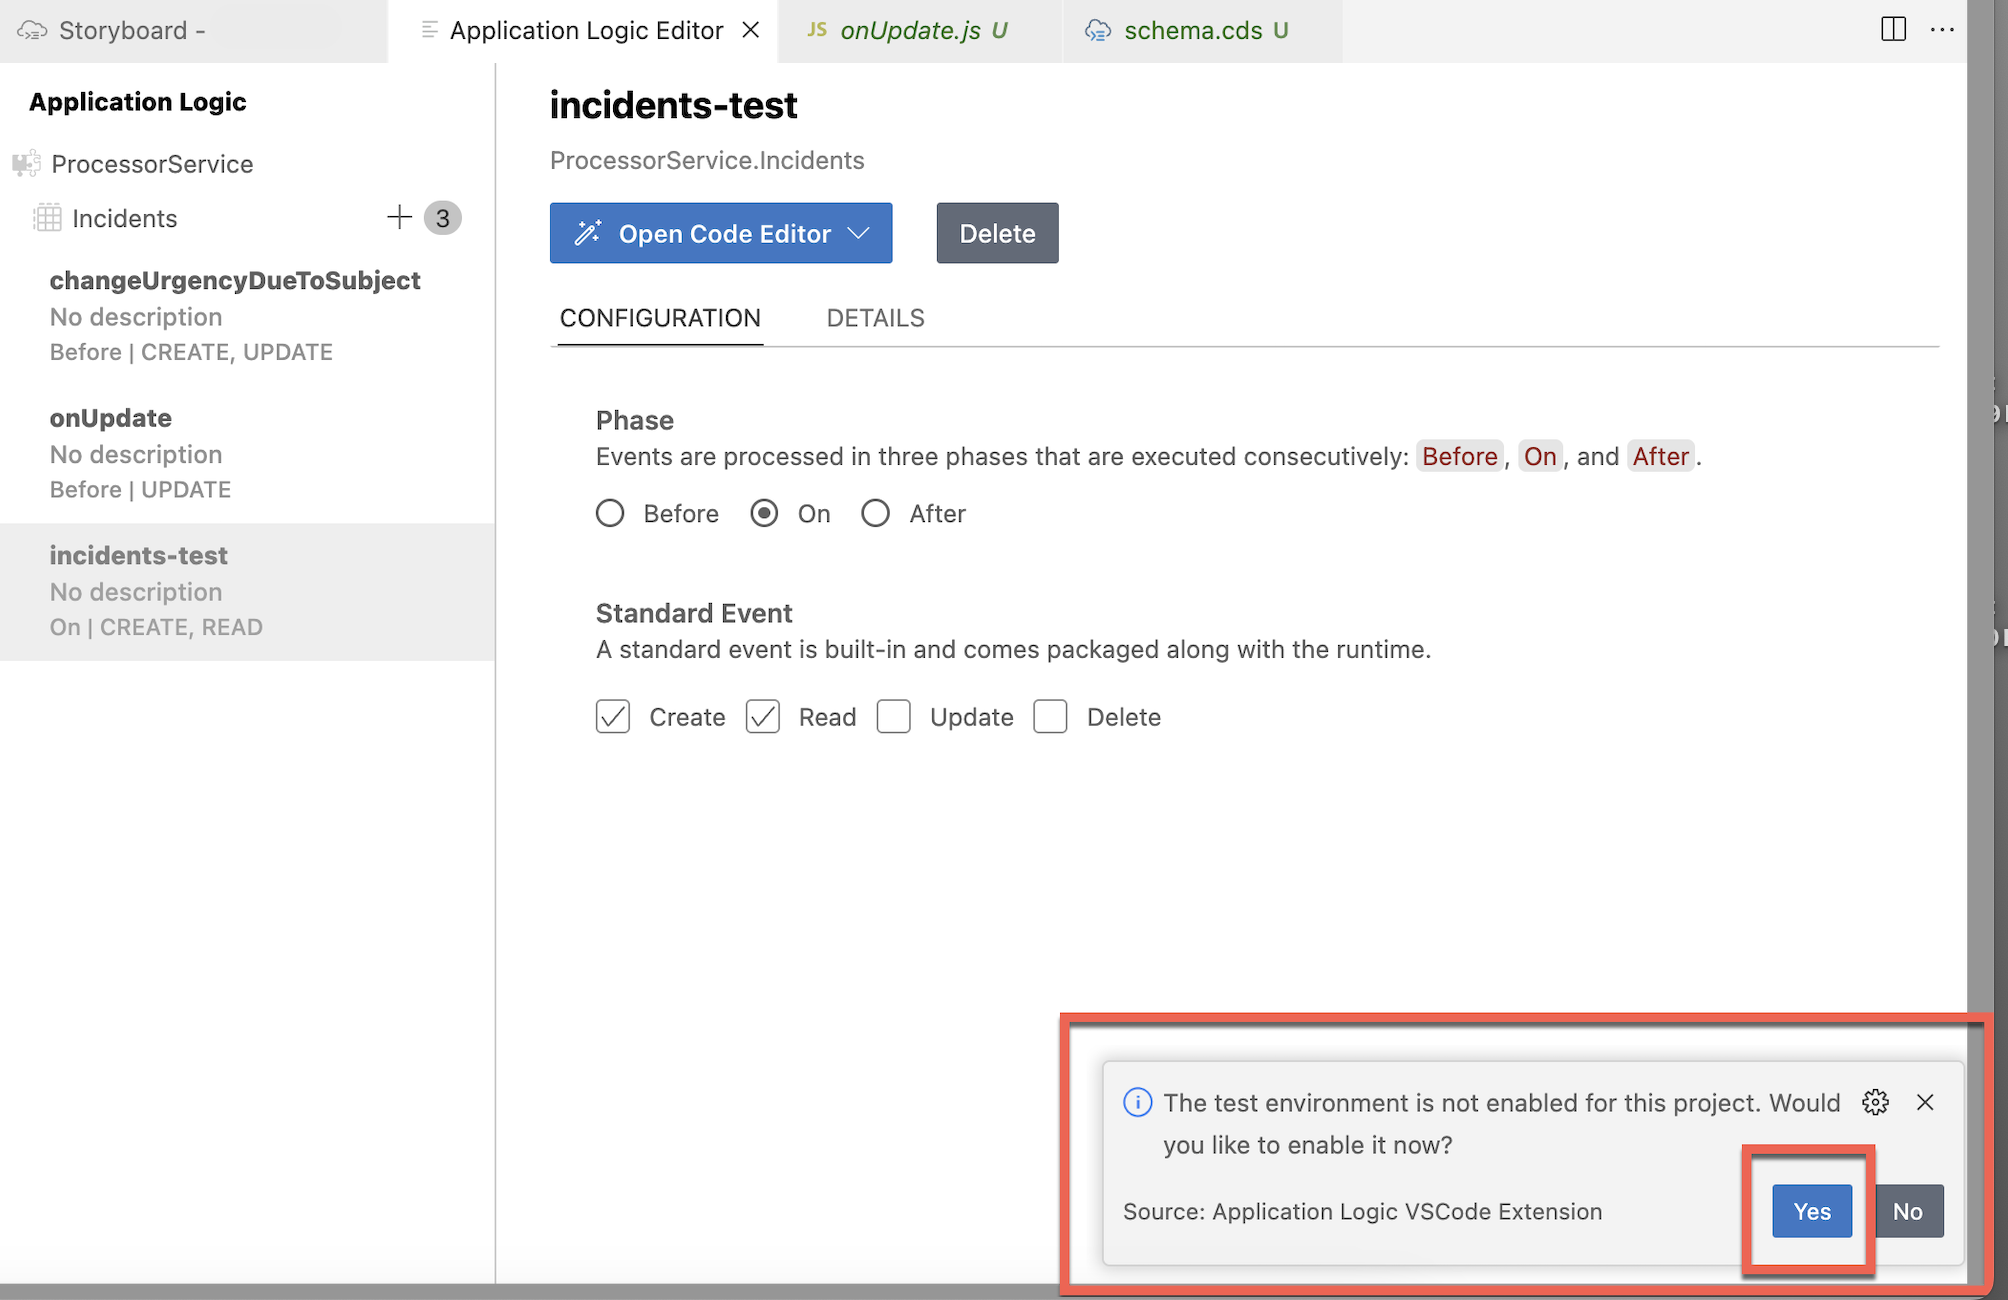 Storyboard -
Application Logic Editor
JS onUpdate.js U
schema.cds U
Application Logic
ProcessorService
Incidents
3
changeUrgencyDueToSubject
No description
Before | CREATE, UPDATE
onUpdate
No description
Before | UPDATE
incidents-test
No description
On | CREATE, READ
incidents-test
ProcessorService.Incidents
Open Code Editor
Delete
CONFIGURATION
DETAILS
Phase
Events are processed in three phases that are executed consecutively: Before, On, and After.
Before
On
After
Standard Event
A standard event is built-in and comes packaged along with the runtime.
Create
Read
Update
Delete
The test environment is not enabled for this project. Would
you like to enable it now?
Source: Application Logic VSCode Extension
Yes
No